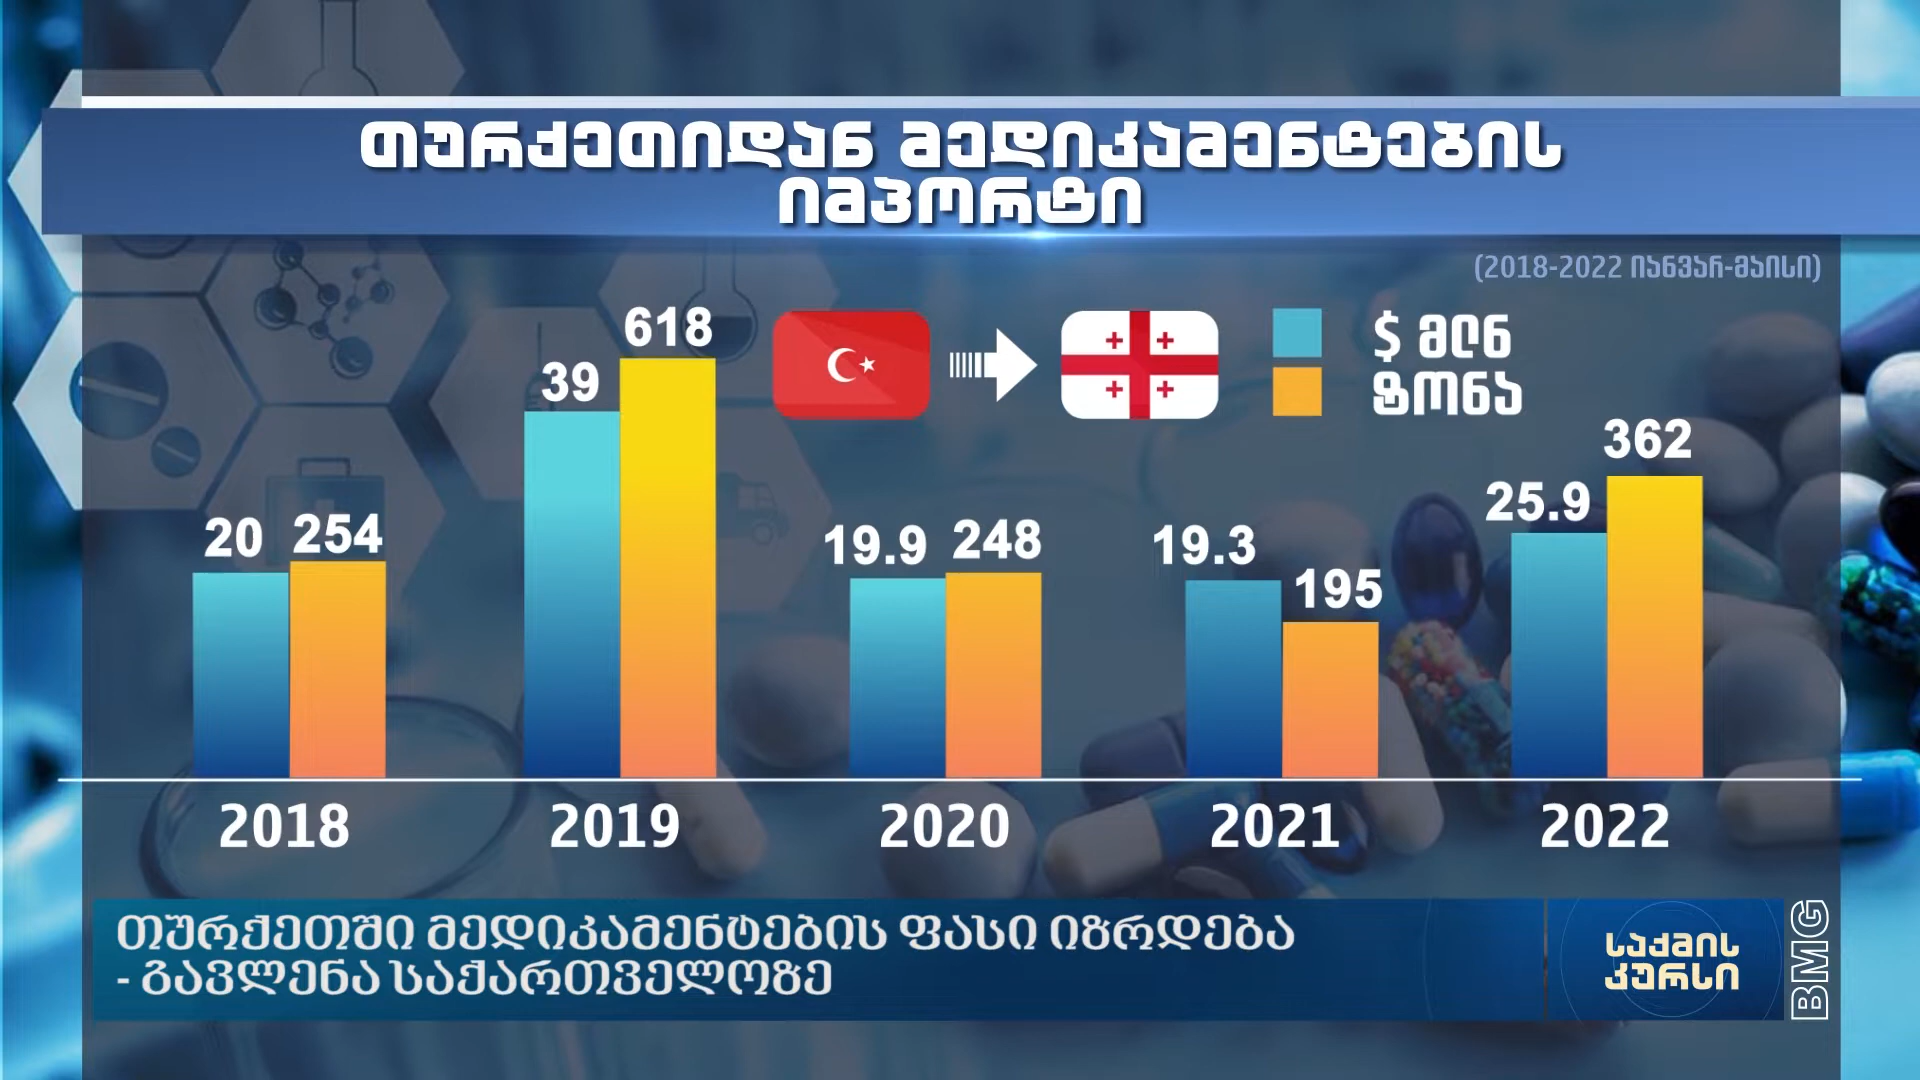 თურქეთიდან მედიკამენტების
იმპორტი
(2018-2022 იანვარ-მაისი)
$ მლნ
ტონა
20 254
39 618
19.9 248
19.3 195
25.9 362
2018 2019 2020 2021 2022
თურქეთში მედიკამენტების ფასი იზრდება
- გავლენა საქართველოზე
საქმის
კურსი
BMG